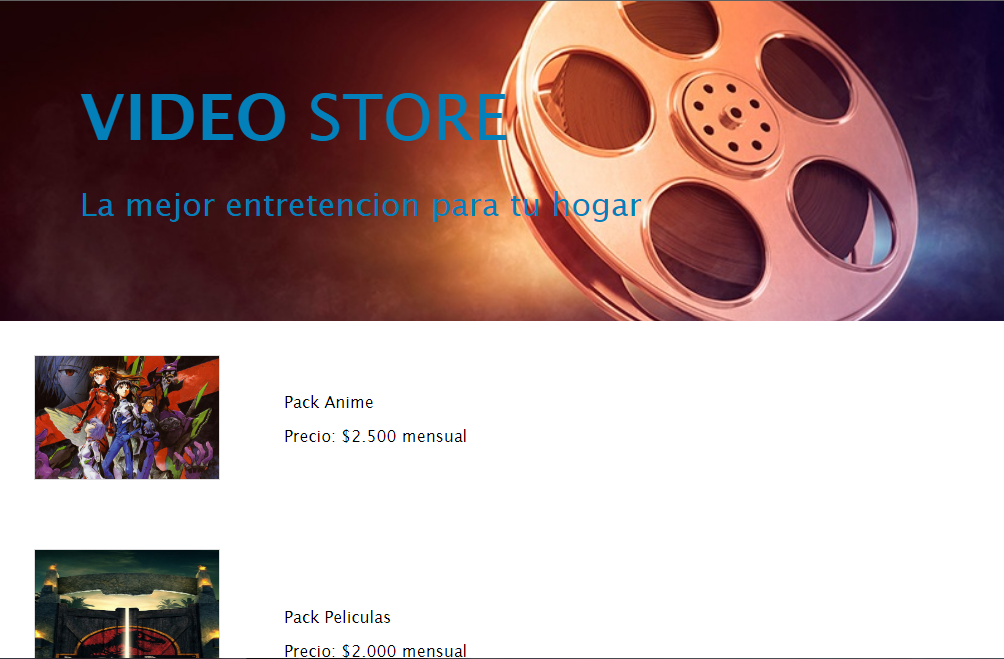 VIDEO STORE
La mejor entretencion para tu hogar
Pack Anime
Precio: $2.500 mensual
Pack Peliculas
Precio: $2.000 mensual